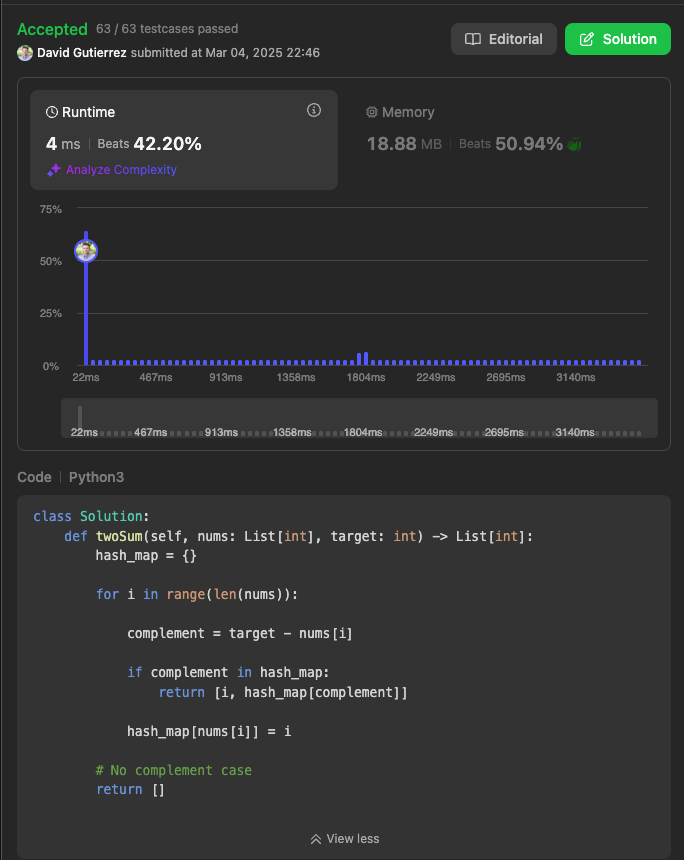 Accepted 63 / 63 testcases passed
David Gutierrez submitted at Mar 04, 2025 22:46
Editorial
Solution
Runtime
4 ms | Beats 42.20%
Analyze Complexity
Memory
18.88 MB | Beats 50.94%
75%
50%
25%
0%
22ms 467ms 913ms 1358ms 1804ms 2249ms 2695ms 3140ms
22ms 467ms 913ms 1358ms 1804ms 2249ms 2695ms 3140ms
Code | Python3
class Solution:
    def twoSum(self, nums: List[int], target: int) -> List[int]:
        hash_map = {}
        for i in range(len(nums)):
            complement = target - nums[i]
            if complement in hash_map:
                return [i, hash_map[complement]]
            hash_map[nums[i]] = i
        # No complement case
        return []
View less